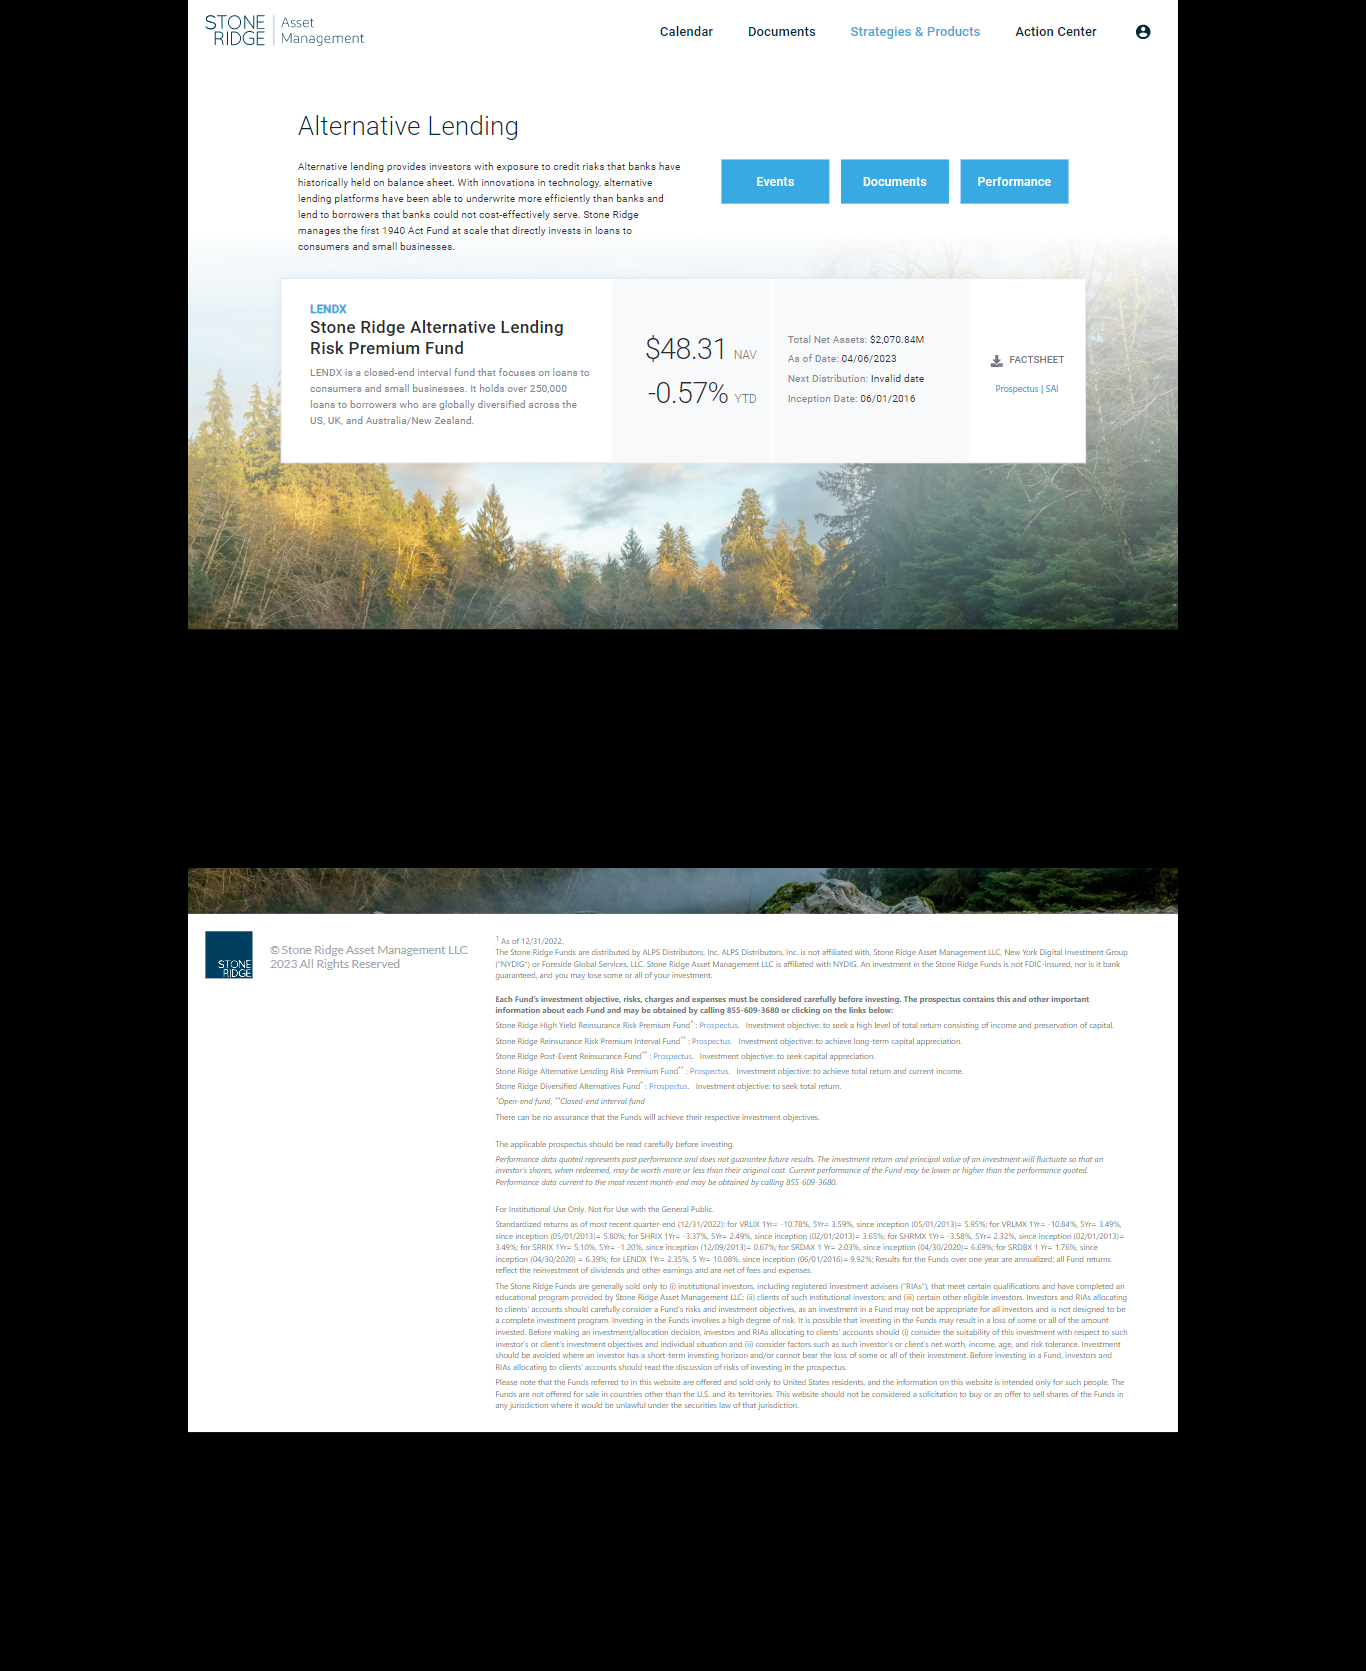 STONE RIDGE Asset Management
Calendar Documents Strategies & Products Action Center
Alternative Lending
Alternative lending provides investors with exposure to credit risks that banks have
historically held on balance sheet. With innovations in technology, alternative
lending platforms have been able to underwrite more efficiently than banks and
lend to borrowers that banks could not cost-effectively serve. Stone Ridge
manages the first 1940 Act Fund at scale that directly invests in loans to
consumers and small businesses.
Events Documents Performance
LENDX
Stone Ridge Alternative Lending
Risk Premium Fund
LENDX is a closed-end interval fund that focuses on loans to
consumers and small businesses. It holds over 250,000
loans to borrowers who are globally diversified across the
US, UK, and Australia/New Zealand.
$48.31 NAV
-0.57% YTD
Total Net Assets: $2,070.84M
As of Date: 04/06/2023
Next Distribution: Invalid date
Inception Date: 06/01/2016
FACTSHEET
Prospectus | SAI
STONE RIDGE
© Stone Ridge Asset Management LLC
2023 All Rights Reserved
1 As of 12/31/2022.
The Stone Ridge Funds are distributed by ALPS Distributors, Inc. ALPS Distributors, Inc. is not affiliated with, Stone Ridge Asset Management LLC, New York Digital Investment Group
("NYDIG") or Foreside Global Services, LLC. Stone Ridge Asset Management LLC is affiliated with NYDIG. An investment in the Stone Ridge Funds is not FDIC-insured, nor is it bank
guaranteed, and you may lose some or all of your investment.
Each Fund's investment objective, risks, charges and expenses must be considered carefully before investing. The prospectus contains this and other important
information about each Fund and may be obtained by calling 855-609-3680 or clicking on the links below:
Stone Ridge High Yield Reinsurance Risk Premium Fund* : Prospectus. Investment objective: to seek a high level of total return consisting of income and preservation of capital.
Stone Ridge Reinsurance Risk Premium Interval Fund** : Prospectus. Investment objective: to achieve long-term capital appreciation.
Stone Ridge Post-Event Reinsurance Fund** : Prospectus. Investment objective: to seek capital appreciation.
Stone Ridge Alternative Lending Risk Premium Fund** : Prospectus. Investment objective: to achieve total return and current income.
Stone Ridge Diversified Alternatives Fund* : Prospectus. Investment objective: to seek total return.
*Open-end fund, **Closed-end interval fund
There can be no assurance that the Funds will achieve their respective investment objectives.
The applicable prospectus should be read carefully before investing.
Performance data quoted represents past performance and does not guarantee future results. The investment return and principal value of an investment will fluctuate so that an
investor's shares, when redeemed, may be worth more or less than their original cost. Current performance of the Fund may be lower or higher than the performance quoted.
Performance data current to the most recent month-end may be obtained by calling 855-609-3680.
For Institutional Use Only. Not for Use with the General Public.
Standardized returns as of most recent quarter-end (12/31/2022): for VRLIX 1Yr= -10.78%, 5Yr= 3.59%, since inception (05/01/2013)= 5.95%; for VRLMX 1Yr= -10.84%, 5Yr= 3.49%,
since inception (05/01/2013)= 5.80%; for SHRIX 1Yr= -3.37%, 5Yr= 2.49%, since inception (02/01/2013)= 3.65%; for SHRMX 1Yr= -3.58%, 5Yr= 2.32%, since inception (02/01/2013)=
3.49%; for SRRIX 1Yr= 5.10%, 5Yr= -1.20%, since inception (12/09/2013)= 0.67%; for SRDAX 1 Yr= 2.03%, since inception (04/30/2020)= 6.69%; for SRDBX 1 Yr= 1.76%, since
inception (04/30/2020) = 6.39%; for LENDX 1Yr= 2.35%, 5 Yr= 10.08%, since inception (06/01/2016)= 9.92%; Results for the Funds over one year are annualized; all Fund returns
reflect the reinvestment of dividends and other earnings and are net of fees and expenses.
The Stone Ridge Funds are generally sold only to (i) institutional investors, including registered investment advisers ("RIAs"), that meet certain qualifications and have completed an
educational program provided by Stone Ridge Asset Management LLC; (ii) clients of such institutional investors; and (iii) certain other eligible investors. Investors and RIAs allocating
to clients' accounts should carefully consider a Fund's risks and investment objectives, as an investment in a Fund may not be appropriate for all investors and is not designed to be
a complete investment program. Investing in the Funds involves a high degree of risk. It is possible that investing in the Funds may result in a loss of some or all of the amount
invested. Before making an investment/allocation decision, investors and RIAs allocating to clients' accounts should (i) consider the suitability of this investment with respect to such
investor's or client's investment objectives and individual situation and (ii) consider factors such as such investor's or client's net worth, income, age, and risk tolerance. Investment
should be avoided where an investor has a short-term investing horizon and/or cannot bear the loss of some or all of their investment. Before investing in a Fund, investors and
RIAs allocating to clients' accounts should read the discussion of risks of investing in the prospectus.
Please note that the Funds referred to in this website are offered and sold only to United States residents, and the information on this website is intended only for such people. The
Funds are not offered for sale in countries other than the U.S. and its territories. This website should not be considered a solicitation to buy or an offer to sell shares of the Funds in
any jurisdiction where it would be unlawful under the securities law of that jurisdiction.